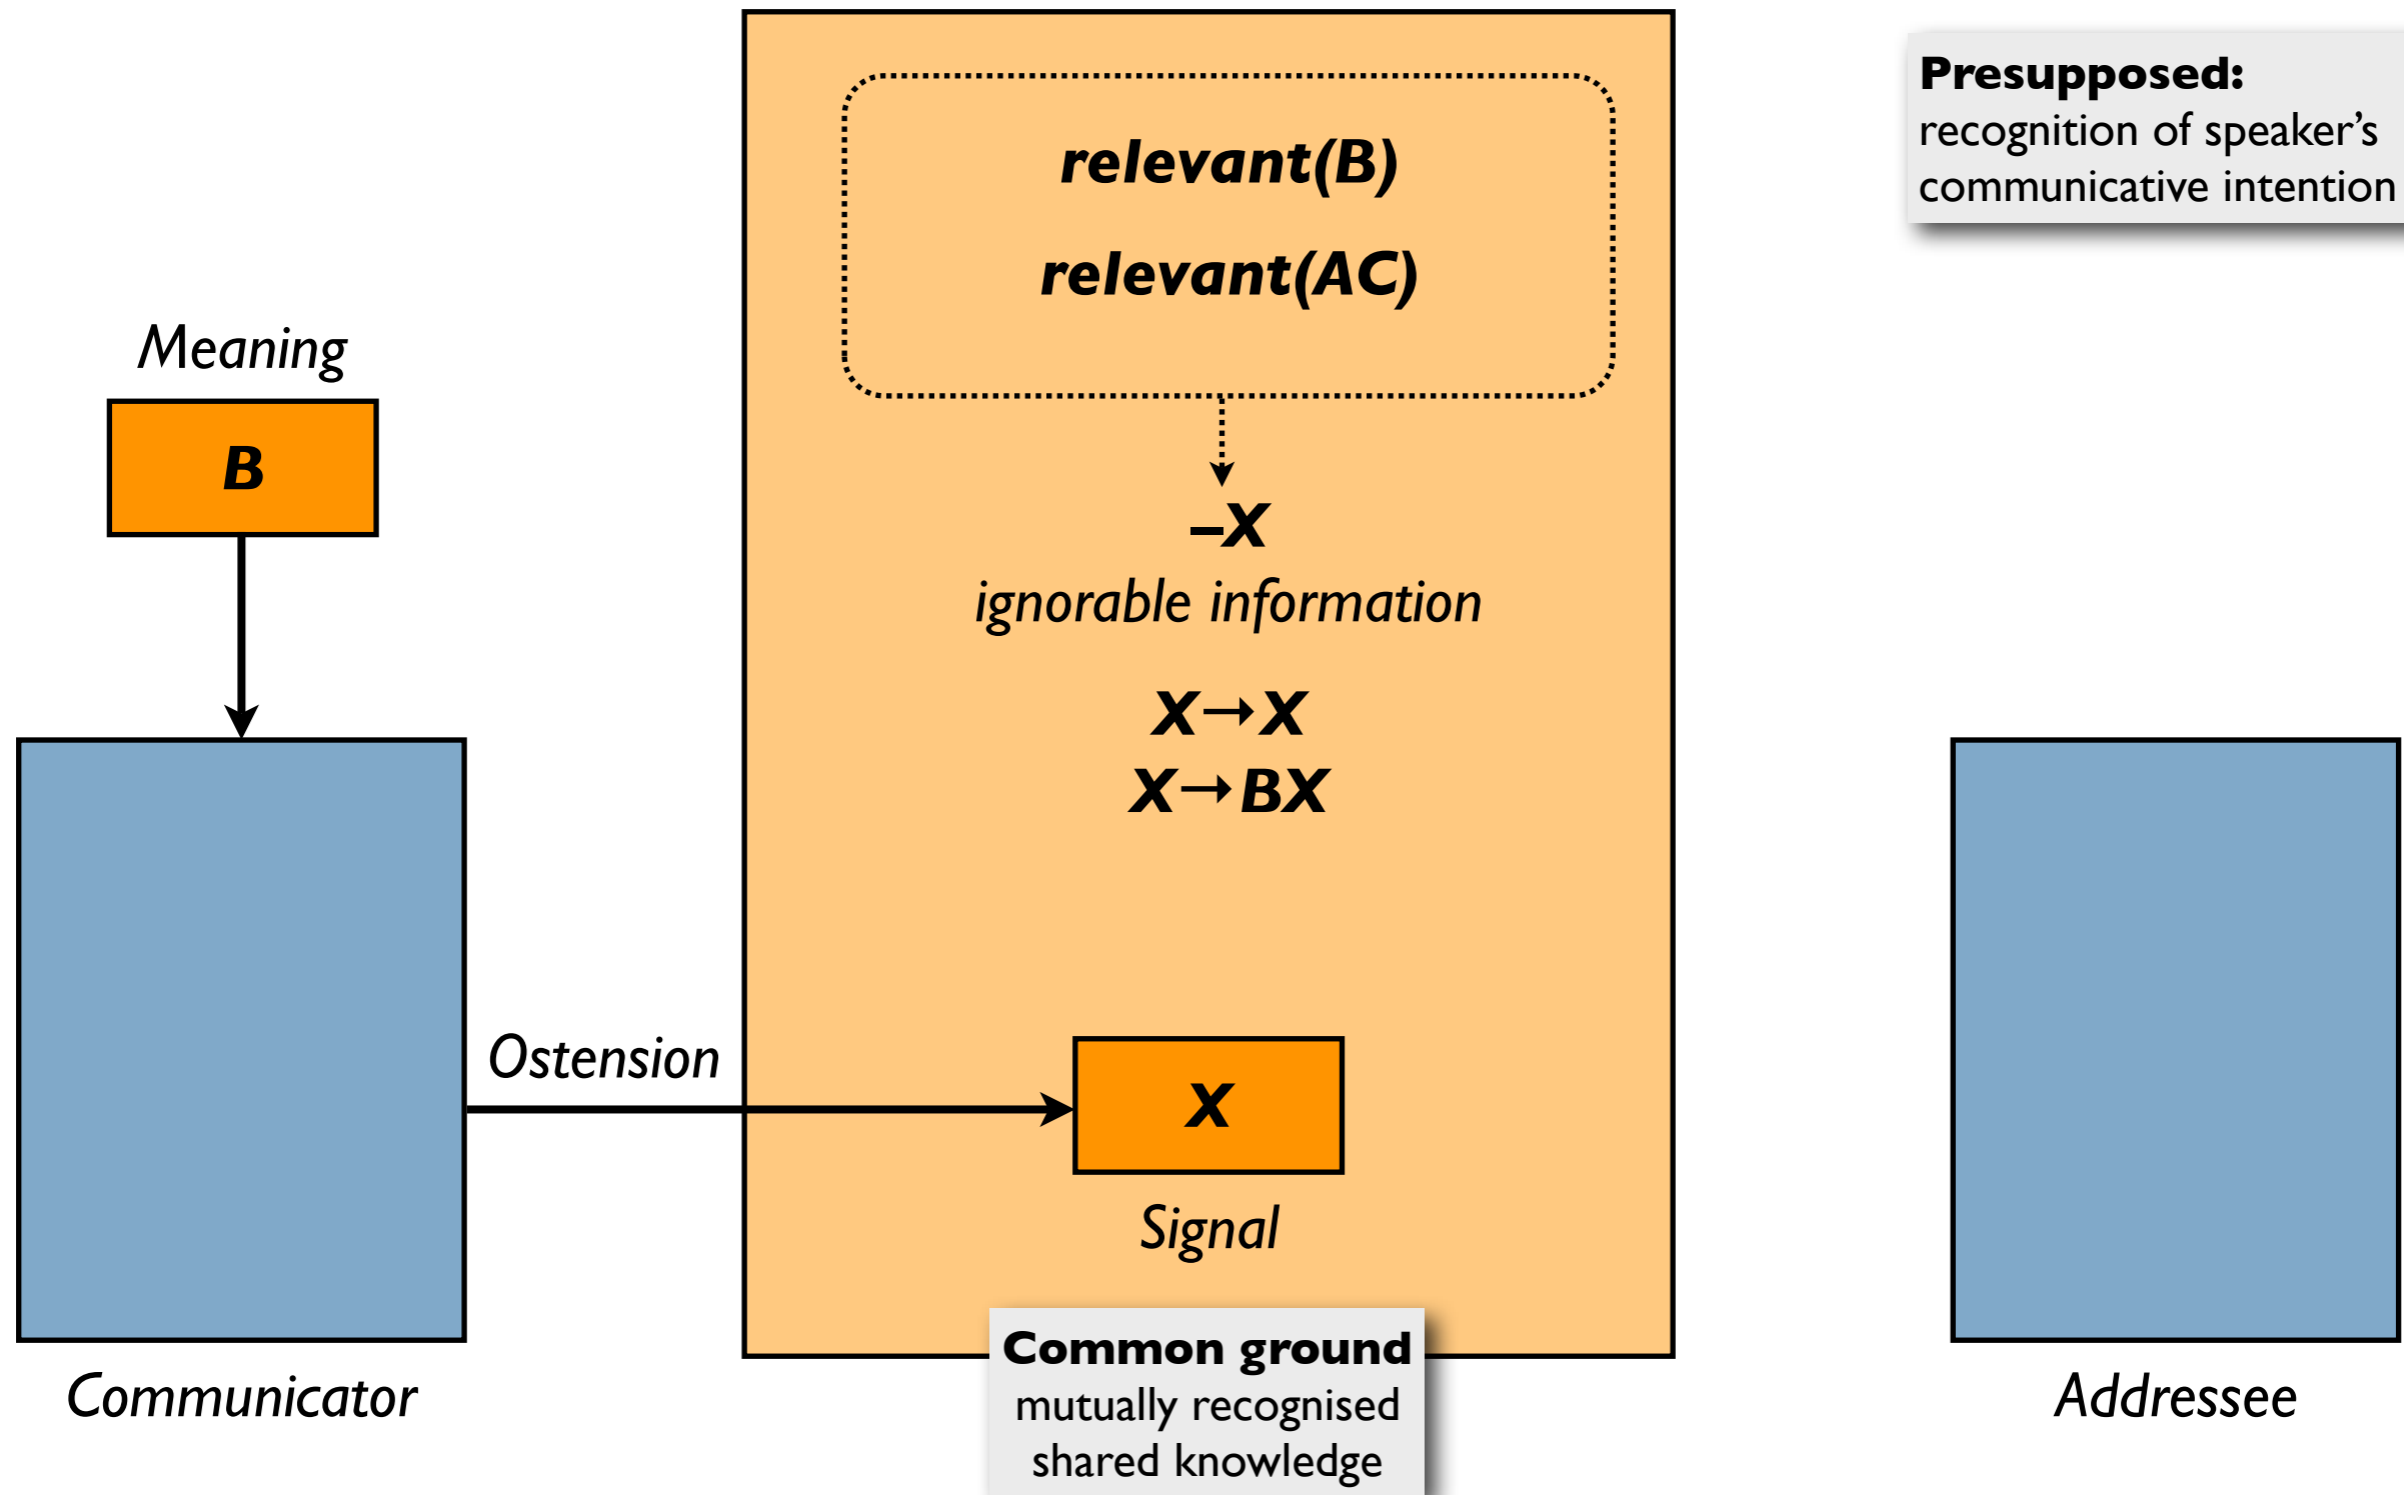 Presupposed:
recognition of speaker’s
communicative intention
relevant(B)
relevant(AC)
Meaning
B
–X
ignorable information
X→X
X→BX
Ostension
X
Signal
Common ground
mutually recognised
shared knowledge
Communicator
Addressee